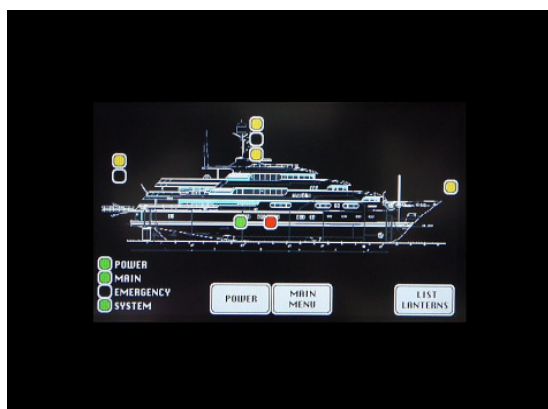 POWER
MAIN
EMERGENCY
SYSTEM
POWER
MAIN
MENU
LIST
LANTERNS